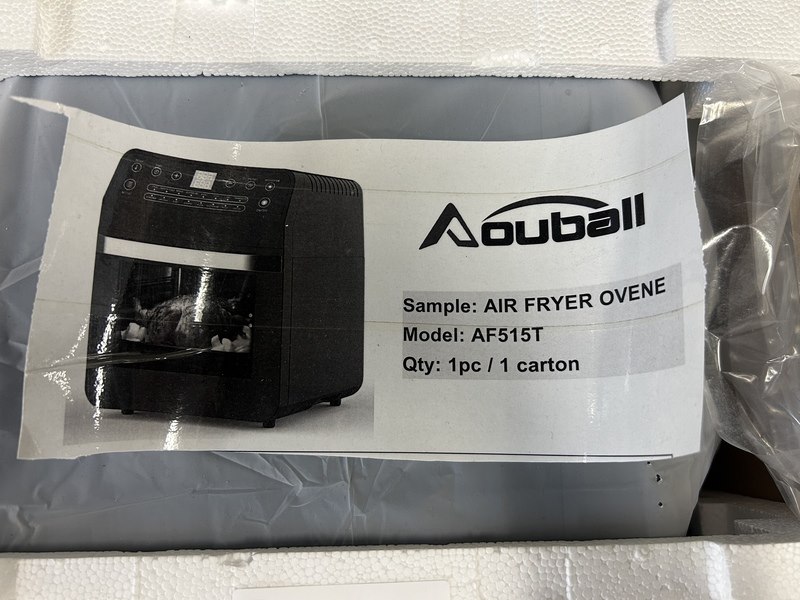 Aouball
Sample: AIR FRYER OVENE
Model: AF515T
Qty: 1pc / 1 carton